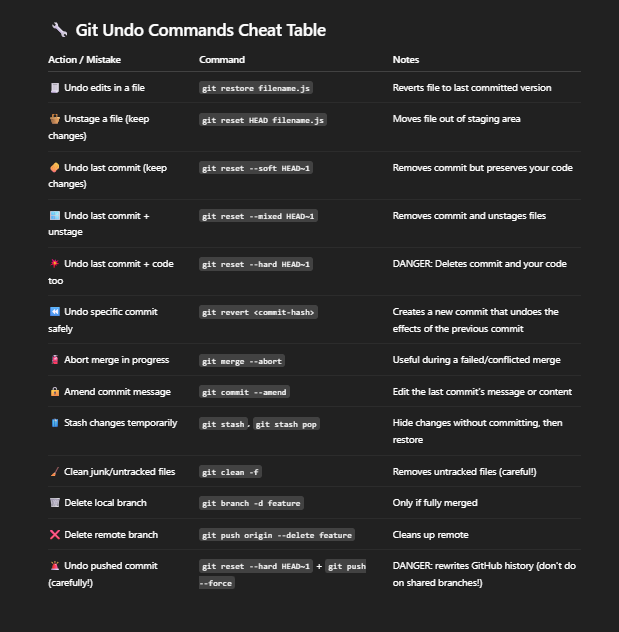 Git Undo Commands Cheat Table
Action / Mistake Command Notes
Undo edits in a file git restore filename.js Reverts file to last committed version
Unstage a file (keep git reset HEAD filename.js Moves file out of staging area
changes)
Undo last commit (keep git reset --soft HEAD~1 Removes commit but preserves your code
changes)
Undo last commit + git reset --mixed HEAD~1 Removes commit and unstages files
unstage
Undo last commit + code git reset --hard HEAD~1 DANGER: Deletes commit and your code
too
Undo specific commit git revert <commit-hash> Creates a new commit that undoes the
safely effects of the previous commit
Abort merge in progress git merge --abort Useful during a failed/conflicted merge
Amend commit message git commit --amend Edit the last commit's message or content
Stash changes temporarily git stash, git stash pop Hide changes without committing, then
restore
Clean junk/untracked files git clean -f Removes untracked files (careful!)
Delete local branch git branch -d feature Only if fully merged
Delete remote branch git push origin --delete feature Cleans up remote
Undo pushed commit git reset --hard HEAD~1 + git push DANGER: rewrites GitHub history (don't do
(carefully!) --force on shared branches!)